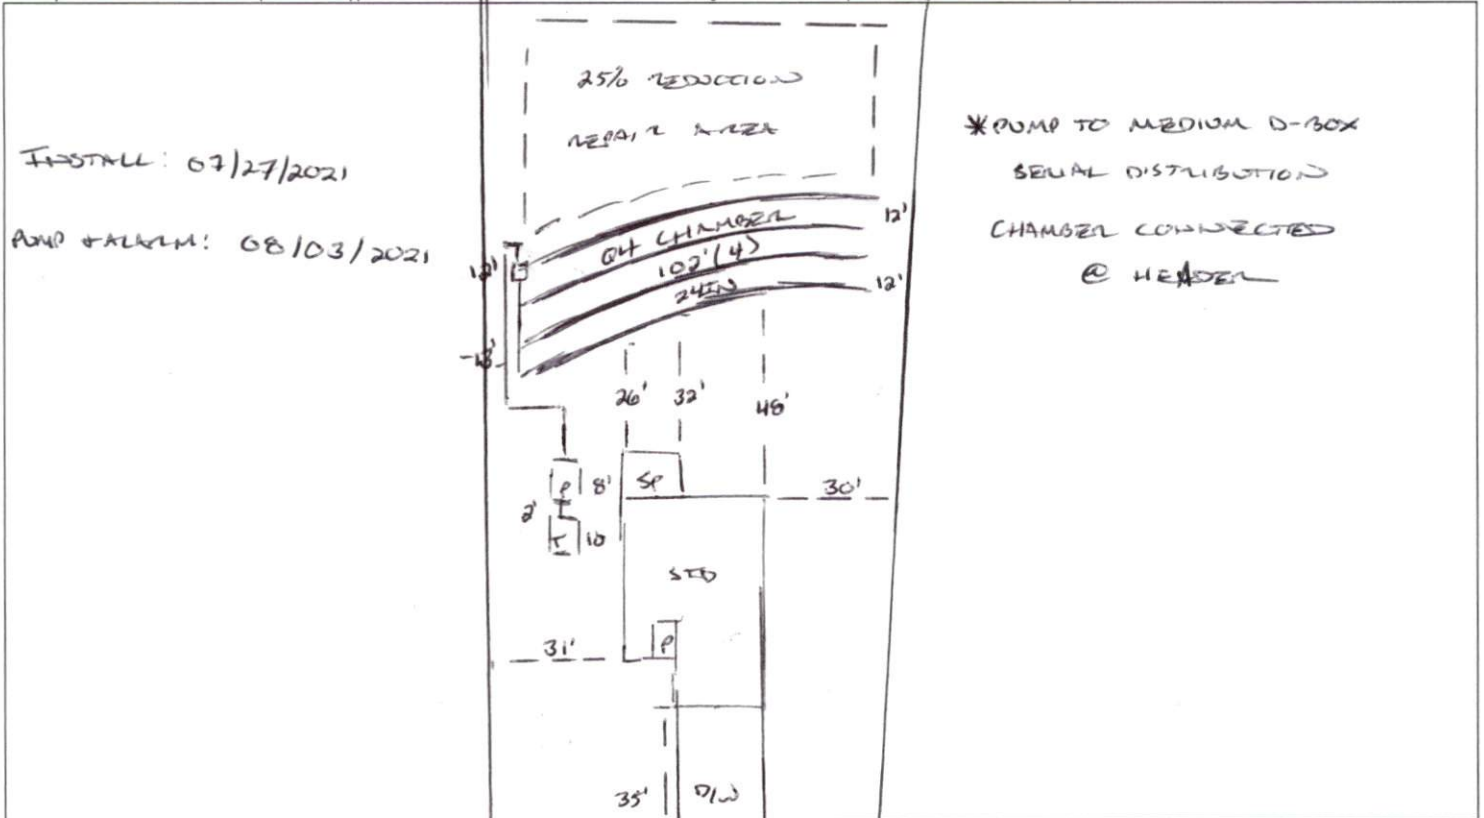 25% REDUCTION
REPAIR AREA
INSTALL: 07/27/2021
PUMP & ALARM: 08/03/2021
*PUMP TO MEDIUM D-BOX
SERIAL DISTRIBUTION
CHAMBER CONNECTED
@ HEADER
Q4 CHAMBER
102' (4)
24IN
12'
12'
12'
26'
32'
48'
P
8'
2'
T
10
SP
30'
STD
P
31'
35'
D/W